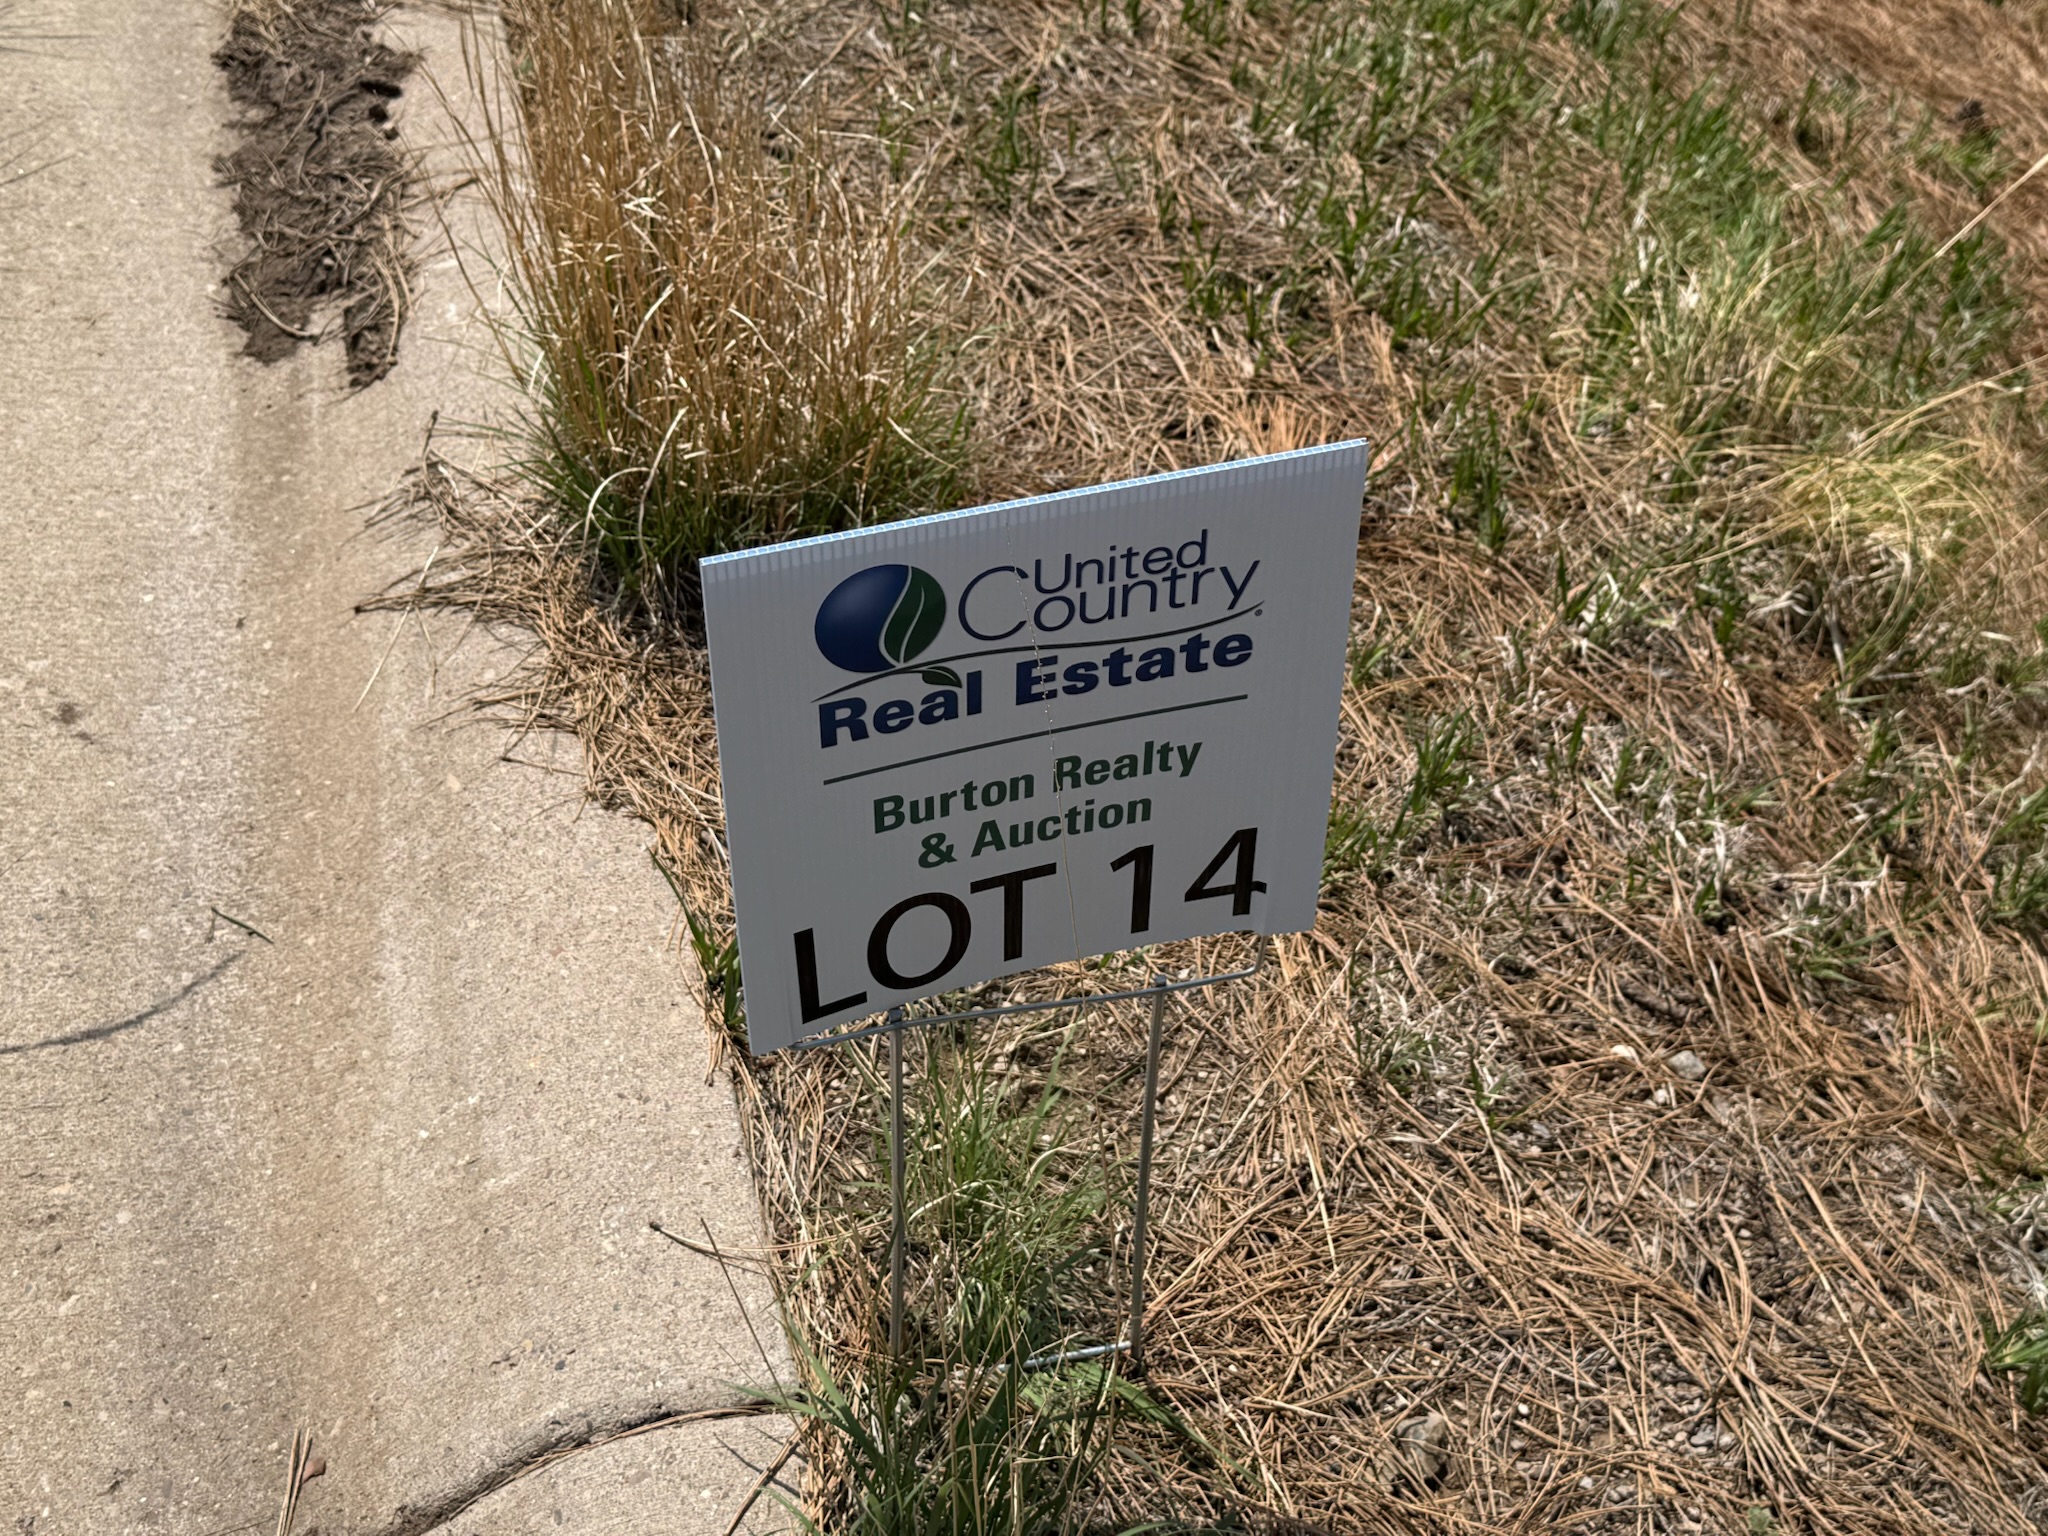 United
Country®
Real Estate
Burton Realty
& Auction
LOT 14